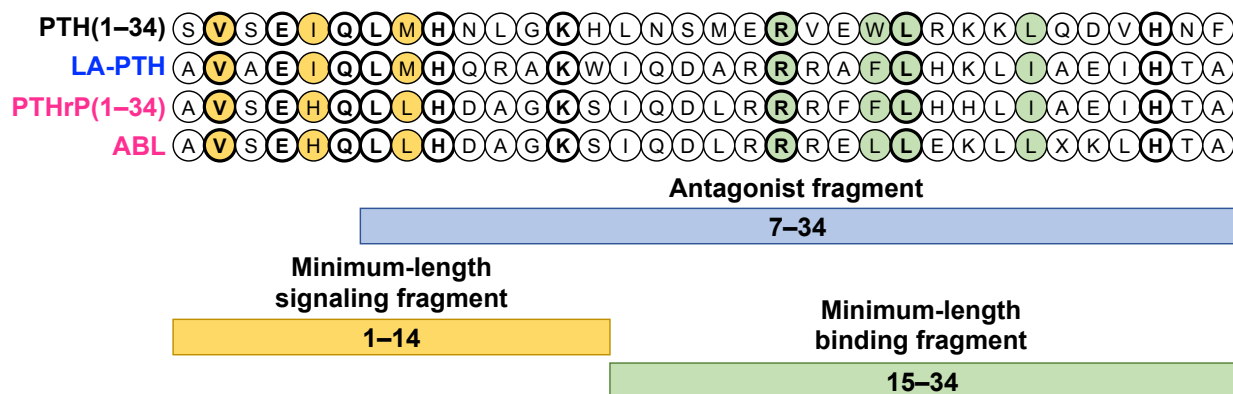 PTH(1–34) S V S E I Q L M H N L G K H L N S M E R V E W L R K K L Q D V H N F
LA-PTH A V A E I Q L M H Q R A K W I Q D A R R R A F L H K L I A E I H T A
PTHrP(1–34) A V S E H Q L L H D A G K S I Q D L R R R F F L H H L I A E I H T A
ABL A V S E H Q L L H D A G K S I Q D L R R R E L L E K L L X K L H T A
Antagonist fragment
7–34
Minimum-length
signaling fragment
1–14
Minimum-length
binding fragment
15–34